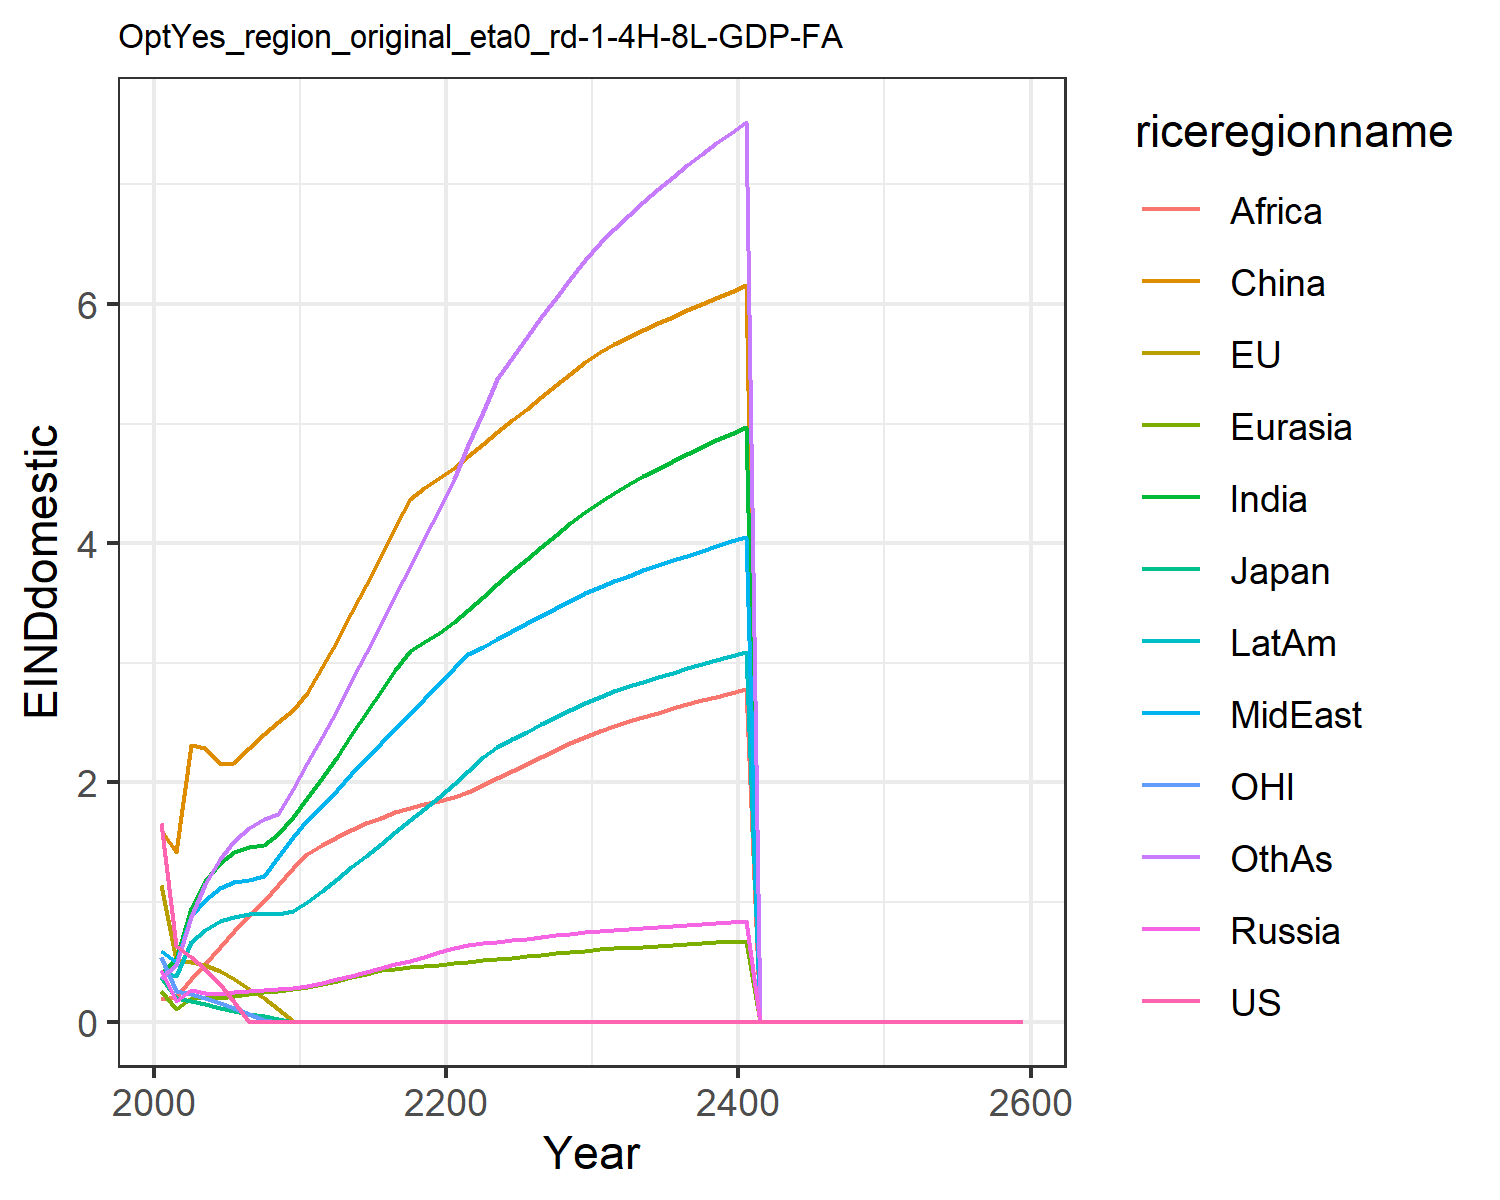 OptYes_region_original_eta0_rd-1-4H-8L-GDP-FA
EINDdomestic
6
4
2
0
2000 2200 2400 2600
Year
riceregionname
Africa
China
EU
Eurasia
India
Japan
LatAm
MidEast
OHI
OthAs
Russia
US